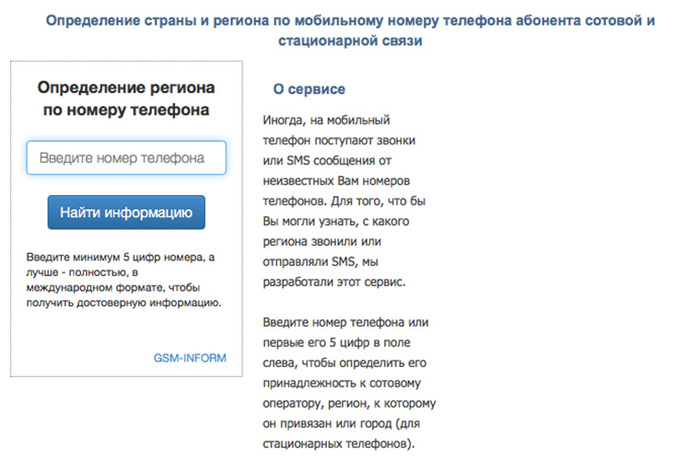 Определение страны и региона по мобильному номеру телефона абонента сотовой и
стационарной связи
Определение региона
по номеру телефона
Введите номер телефона
Найти информацию
Введите минимум 5 цифр номера, а
лучше - полностью, в
международном формате, чтобы
получить достоверную информацию.
GSM-INFORM
О сервисе
Иногда, на мобильный
телефон поступают звонки
или SMS сообщения от
неизвестных Вам номеров
телефонов. Для того, что бы
Вы могли узнать, с какого
региона звонили или
отправляли SMS, мы
разработали этот сервис.
Введите номер телефона или
первые его 5 цифр в поле
слева, чтобы определить его
принадлежность к сотовому
оператору, регион, к которому
он привязан или город (для
стационарных телефонов).